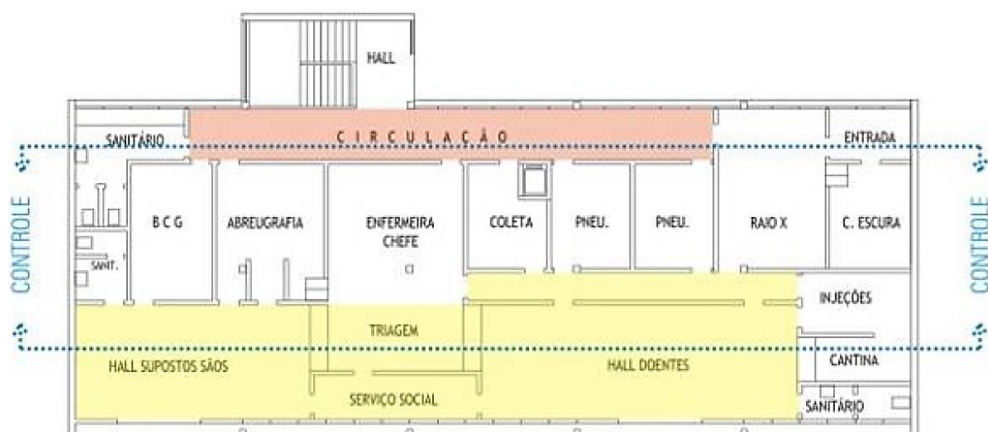 HALL
CIRCULAÇÃO
SANITÁRIO
ENTRADA
CONTROLE
B C G
ABREUGRAFIA
ENFERMEIRA
CHEFE
COLETA
PNEU.
PNEU.
RAIO X
C. ESCURA
CONTROLE
SANIT.
INJEÇÕES
TRIAGEM
HALL SUPOSTOS SÃOS
HALL DOENTES
CANTINA
SERVIÇO SOCIAL
SANITÁRIO